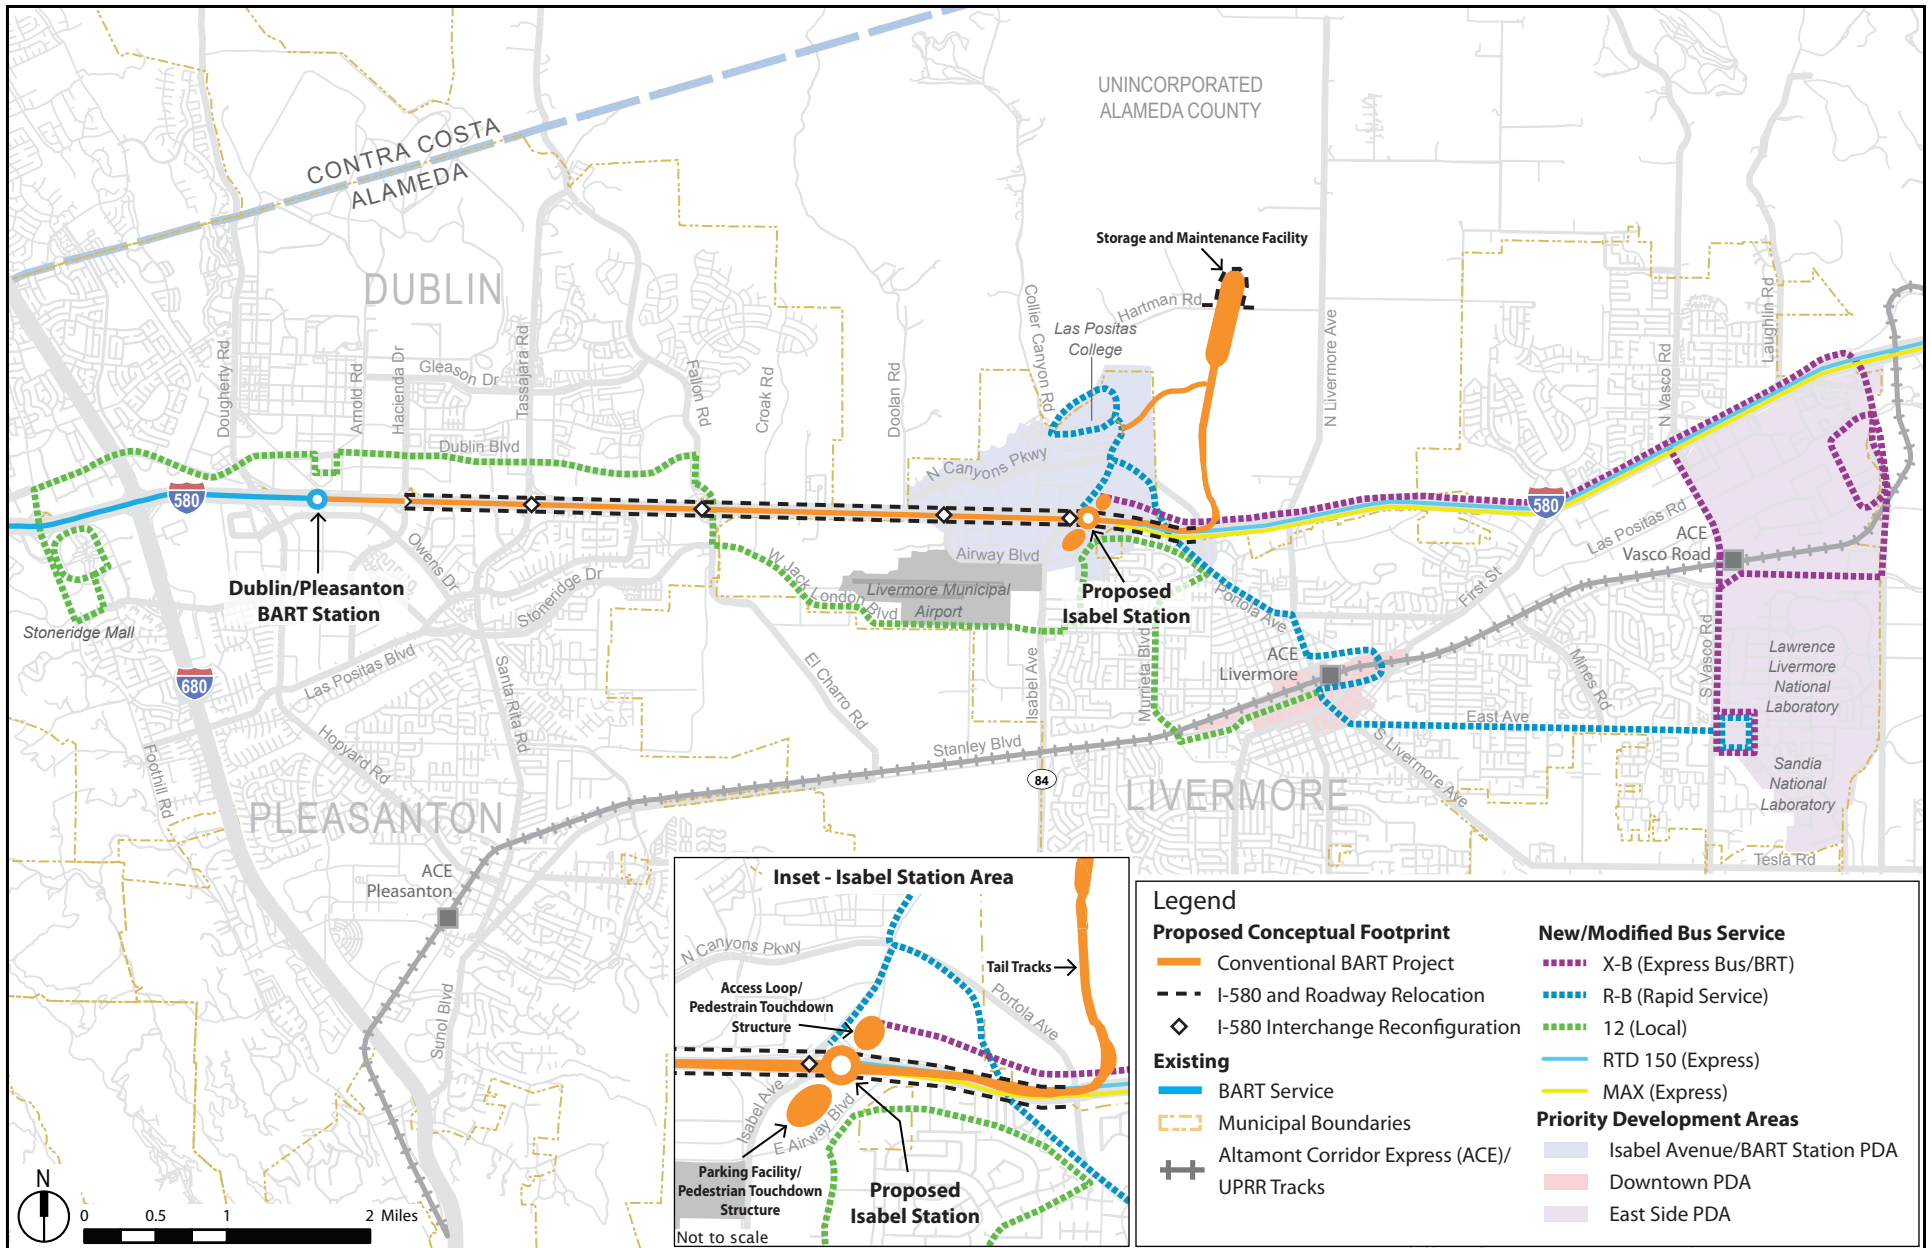 UNINCORPORATED
ALAMEDA COUNTY
CONTRA COSTA
ALAMEDA
Storage and Maintenance Facility
DUBLIN
Hartman Rd
Collier Canyon Rd
Las Positas
College
N Livermore Ave
Laughlin Rd
N Vasco Rd
Dougherty Rd
Arnold Rd
Hacienda Dr
Gleason Dr
Tassajara Rd
Fallon Rd
Croak Rd
Doolan Rd
Dublin Blvd
N Canyons Pkwy
580
580
Las Positas Rd
ACE
Vasco Road
Owens Dr
Airway Blvd
W Jack London Blvd
Livermore Municipal
Airport
Dublin/Pleasanton
BART Station
Stoneridge Dr
Proposed
Isabel Station
Portola Ave
First St
Stoneridge Mall
680
Las Positas Blvd
Santa Rita Rd
El Charro Rd
Isabel Ave
Murrieta Blvd
ACE
Livermore
Mines Rd
S Vasco Rd
Lawrence
Livermore
National
Laboratory
East Ave
Foothill Rd
Hopyard Rd
Stanley Blvd
84
S Livermore Ave
Sandia
National
Laboratory
PLEASANTON
LIVERMORE
Tesla Rd
ACE
Pleasanton
Sunol Blvd
N
0 0.5 1 2 Miles
Inset - Isabel Station Area
N Canyons Pkwy
Tail Tracks
Access Loop/
Pedestrain Touchdown
Structure
Portola Ave
Isabel Ave
E Airway Blvd
Parking Facility/
Pedestrian Touchdown
Structure
Proposed
Isabel Station
Not to scale
Legend
Proposed Conceptual Footprint
Conventional BART Project
I-580 and Roadway Relocation
I-580 Interchange Reconfiguration
Existing
BART Service
Municipal Boundaries
Altamont Corridor Express (ACE)/
UPRR Tracks
New/Modified Bus Service
X-B (Express Bus/BRT)
R-B (Rapid Service)
12 (Local)
RTD 150 (Express)
MAX (Express)
Priority Development Areas
Isabel Avenue/BART Station PDA
Downtown PDA
East Side PDA